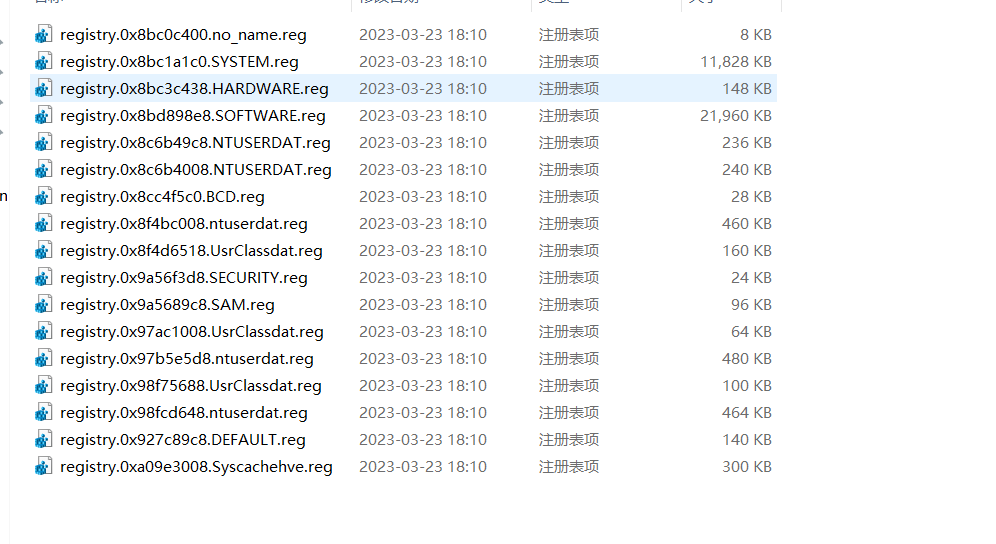 registry.0x8bc0c400.no_name.reg 2023-03-23 18:10 注册表项 8 KB
registry.0x8bc1a1c0.SYSTEM.reg 2023-03-23 18:10 注册表项 11,828 KB
registry.0x8bc3c438.HARDWARE.reg 2023-03-23 18:10 注册表项 148 KB
registry.0x8bd898e8.SOFTWARE.reg 2023-03-23 18:10 注册表项 21,960 KB
registry.0x8c6b49c8.NTUSERDAT.reg 2023-03-23 18:10 注册表项 236 KB
registry.0x8c6b4008.NTUSERDAT.reg 2023-03-23 18:10 注册表项 240 KB
n registry.0x8cc4f5c0.BCD.reg 2023-03-23 18:10 注册表项 28 KB
registry.0x8f4bc008.ntuserdat.reg 2023-03-23 18:10 注册表项 460 KB
registry.0x8f4d6518.UsrClassdat.reg 2023-03-23 18:10 注册表项 160 KB
registry.0x9a56f3d8.SECURITY.reg 2023-03-23 18:10 注册表项 24 KB
registry.0x9a5689c8.SAM.reg 2023-03-23 18:10 注册表项 96 KB
registry.0x97ac1008.UsrClassdat.reg 2023-03-23 18:10 注册表项 64 KB
registry.0x97b5e5d8.ntuserdat.reg 2023-03-23 18:10 注册表项 480 KB
registry.0x98f75688.UsrClassdat.reg 2023-03-23 18:10 注册表项 100 KB
registry.0x98fcd648.ntuserdat.reg 2023-03-23 18:10 注册表项 464 KB
registry.0x927c89c8.DEFAULT.reg 2023-03-23 18:10 注册表项 140 KB
registry.0xa09e3008.Syscachehve.reg 2023-03-23 18:10 注册表项 300 KB